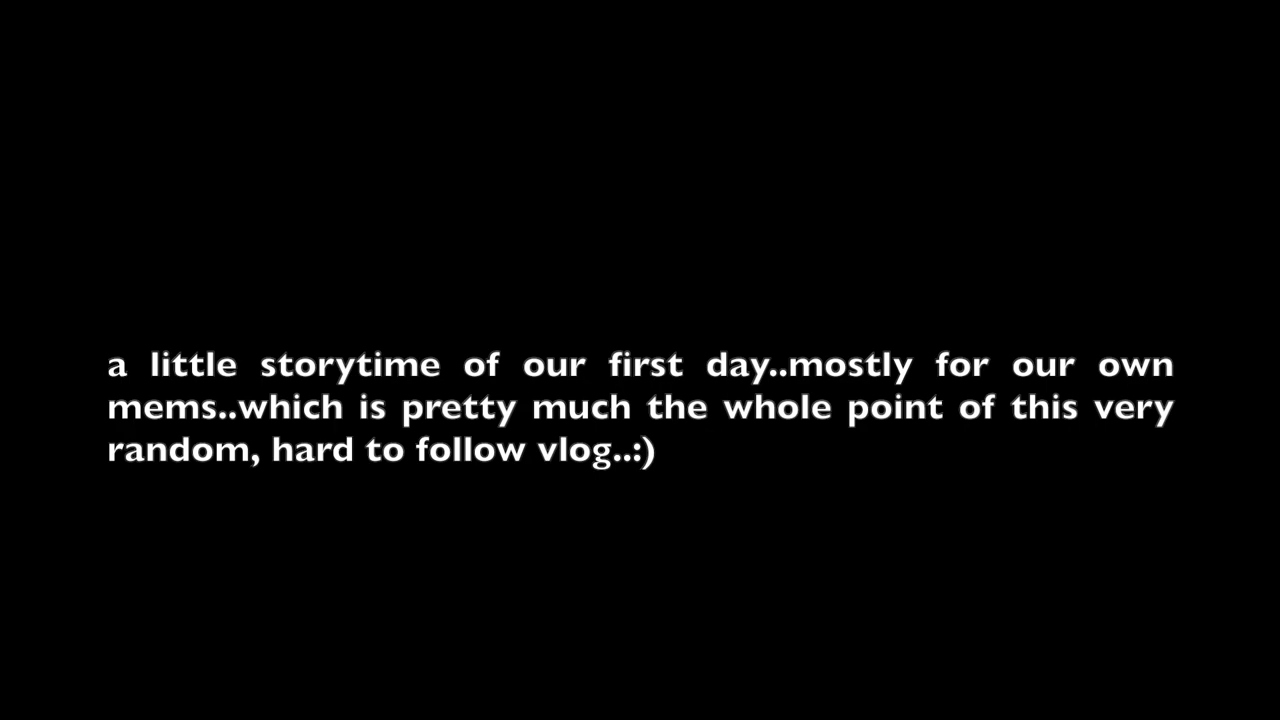 a little storytime of our first day..mostly for our own
mems..which is pretty much the whole point of this very
random, hard to follow vlog..:)